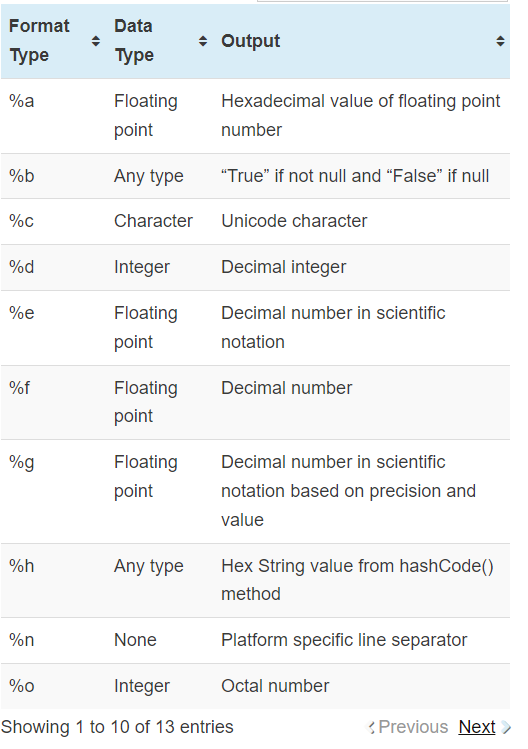 Format Type Data Type Output
%a Floating point Hexadecimal value of floating point number
%b Any type “True” if not null and “False” if null
%c Character Unicode character
%d Integer Decimal integer
%e Floating point Decimal number in scientific notation
%f Floating point Decimal number
%g Floating point Decimal number in scientific notation based on precision and value
%h Any type Hex String value from hashCode() method
%n None Platform specific line separator
%o Integer Octal number
Showing 1 to 10 of 13 entries Previous Next